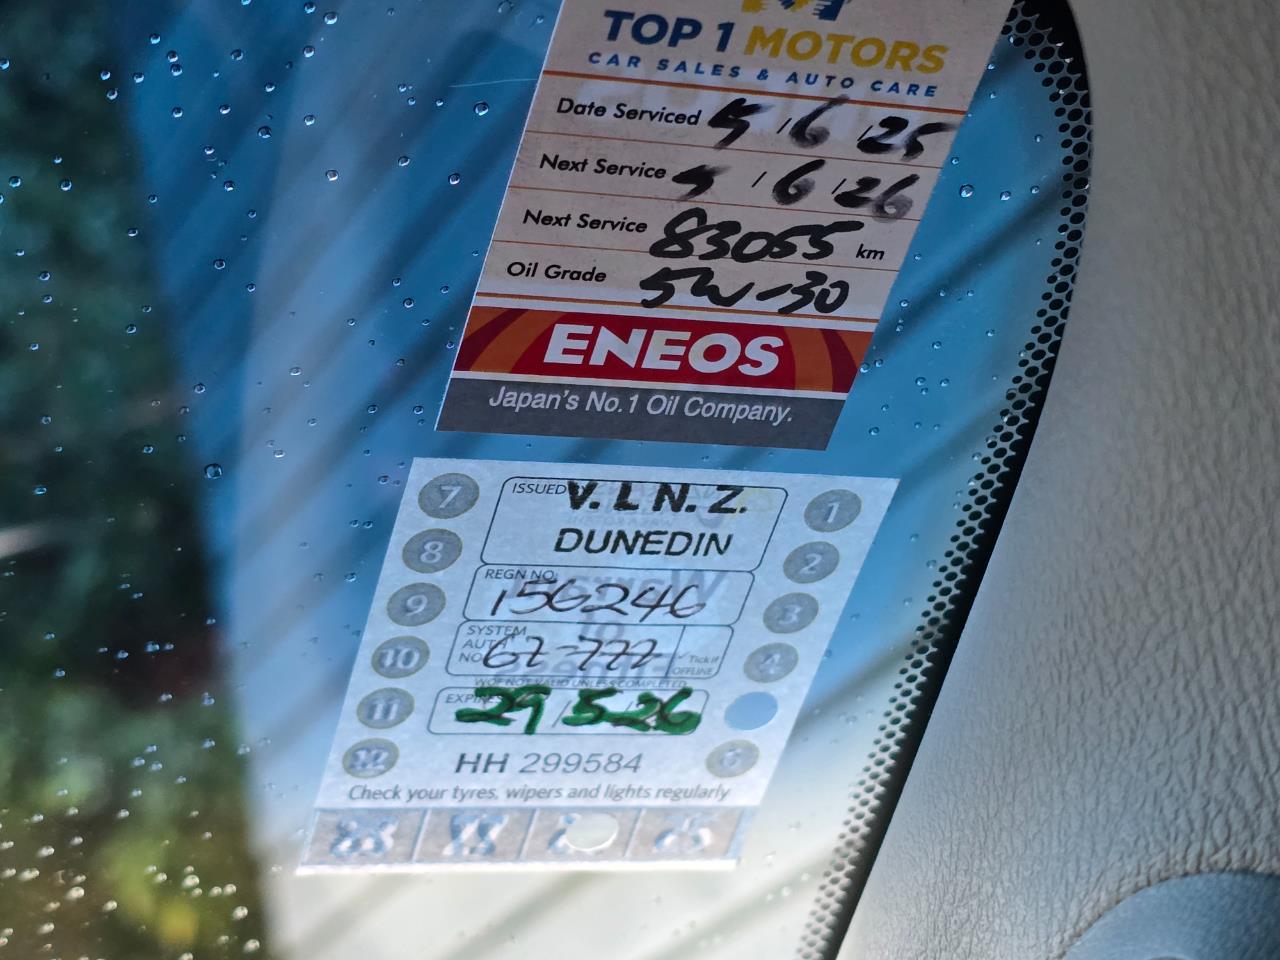 TOP 1 MOTORS
CAR SALES & AUTO CARE
Date Serviced 4/6/25
Next Service 4/6/26
Next Service 83055 km
Oil Grade 5W-30
ENEOS
Japan's No.1 Oil Company.
ISSUED V.I.N.Z.
DUNEDIN
REGN NO.
SYSTEM
AUTH
NO 67-777 ✓ Tick if
OFFLINE
WOF NOT VALID UNLESS COMPLETED
EXPIRES 29/5/26
HH 299584
Check your tyres, wipers and lights regularly
7
8
9
10
11
12
1
2
3
4
6